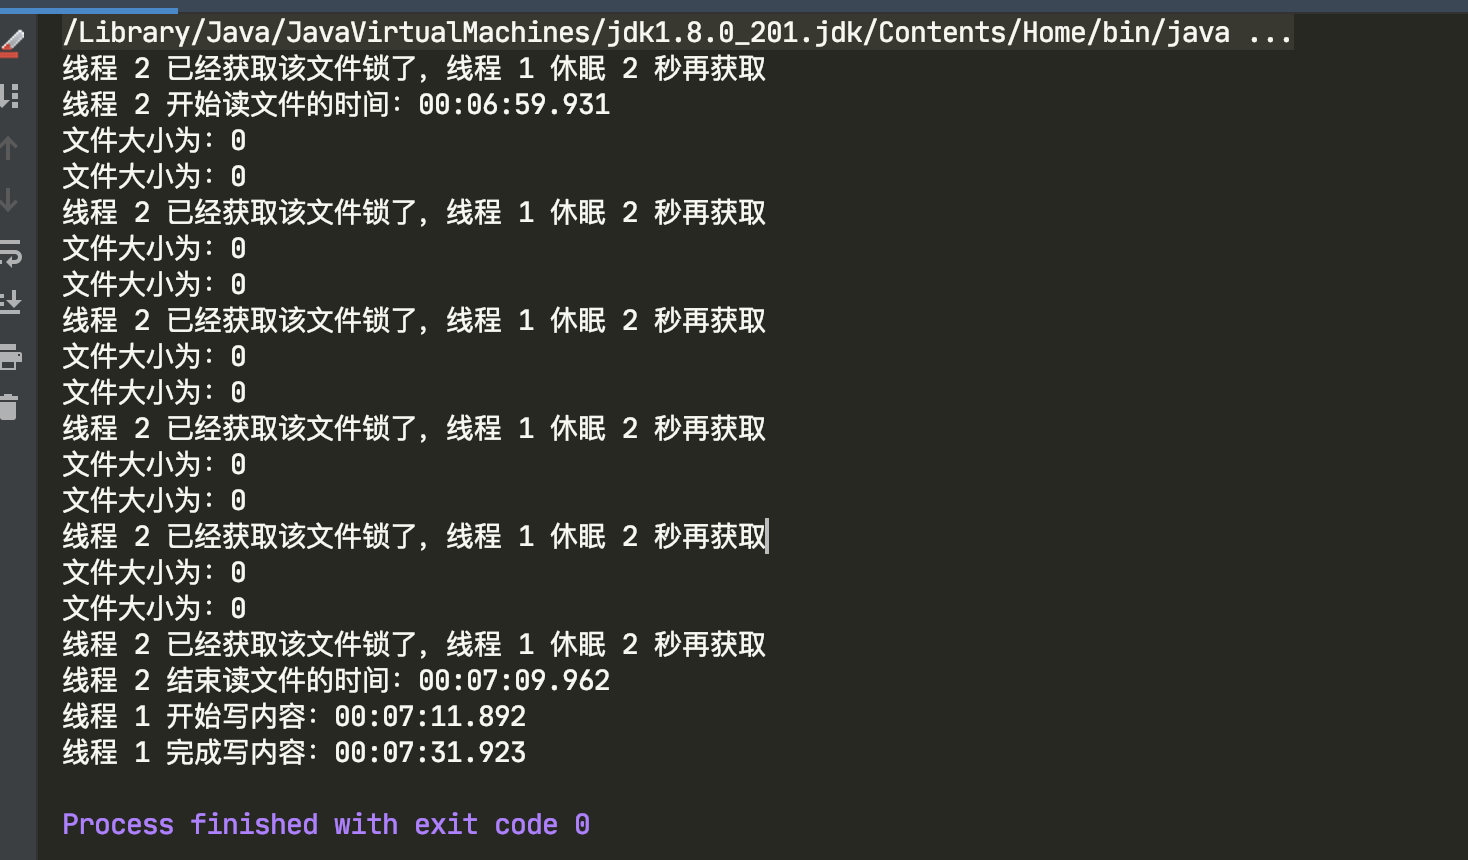 /Library/Java/JavaVirtualMachines/jdk1.8.0_201.jdk/Contents/Home/bin/java ...
线程 2 已经获取该文件锁了，线程 1 休眠 2 秒再获取
线程 2 开始读文件的时间：00:06:59.931
文件大小为：0
文件大小为：0
线程 2 已经获取该文件锁了，线程 1 休眠 2 秒再获取
文件大小为：0
文件大小为：0
线程 2 已经获取该文件锁了，线程 1 休眠 2 秒再获取
文件大小为：0
文件大小为：0
线程 2 已经获取该文件锁了，线程 1 休眠 2 秒再获取
文件大小为：0
文件大小为：0
线程 2 已经获取该文件锁了，线程 1 休眠 2 秒再获取
文件大小为：0
文件大小为：0
线程 2 已经获取该文件锁了，线程 1 休眠 2 秒再获取
线程 2 结束读文件的时间：00:07:09.962
线程 1 开始写内容：00:07:11.892
线程 1 完成写内容：00:07:31.923
Process finished with exit code 0